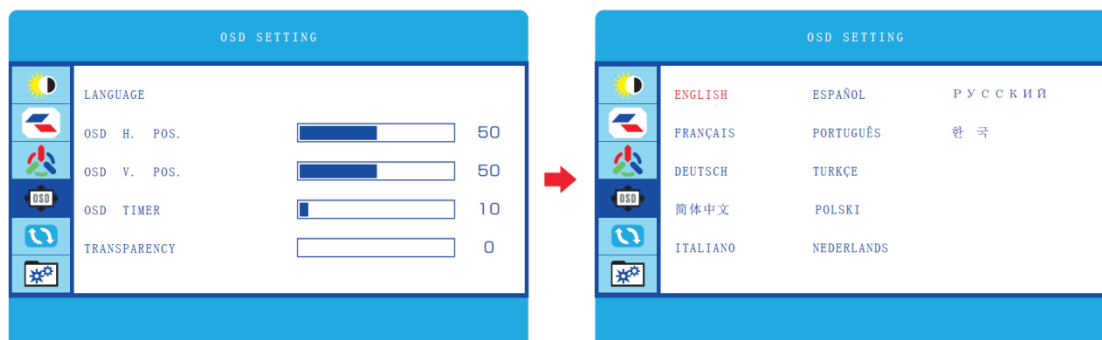 OSD SETTING
LANGUAGE
OSD H. POS. 50
OSD V. POS. 50
OSD TIMER 10
TRANSPARENCY 0
OSD
OSD SETTING
ENGLISH ESPAÑOL РУССКИЙ
FRANÇAIS PORTUGUÊS 한 국
DEUTSCH TURKÇE
简体中文 POLSKI
ITALIANO NEDERLANDS
OSD